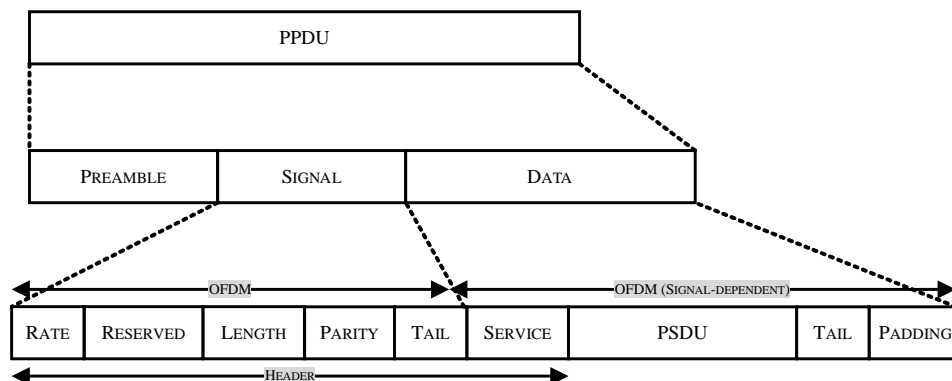 PPDU
PREAMBLE SIGNAL DATA
OFDM OFDM (SIGNAL-DEPENDENT)
RATE RESERVED LENGTH PARITY TAIL SERVICE PSDU TAIL PADDING
HEADER